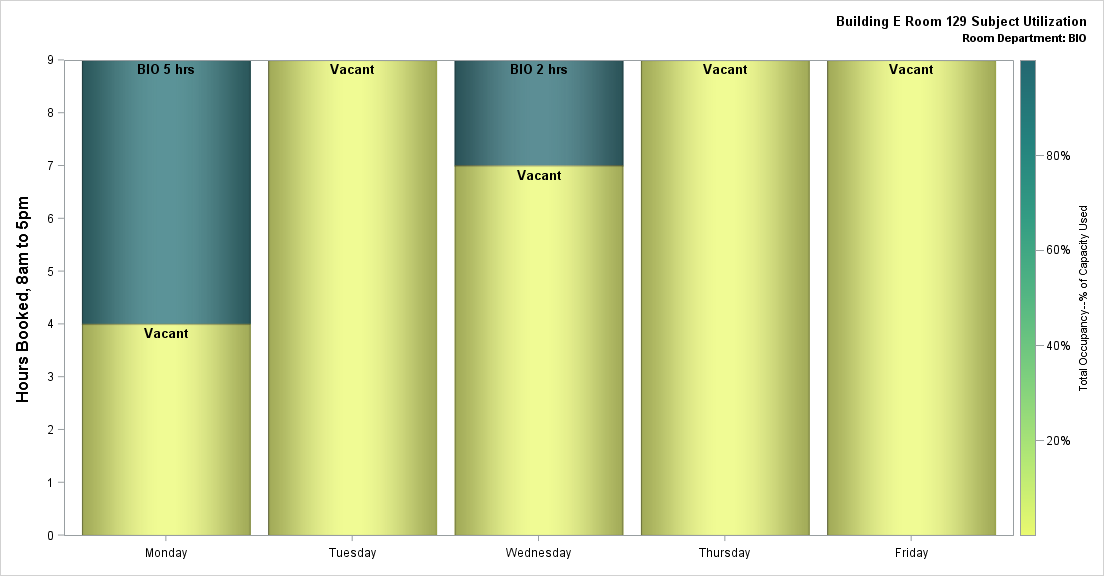 Building E Room 129 Subject Utilization
Room Department: BIO
Hours Booked, 8am to 5pm
9
8
7
6
5
4
3
2
1
0
BIO 5 hrs
Vacant
Vacant
BIO 2 hrs
Vacant
Vacant
Vacant
Monday
Tuesday
Wednesday
Thursday
Friday
80%
60%
40%
20%
Total Occupancy--% of Capacity Used